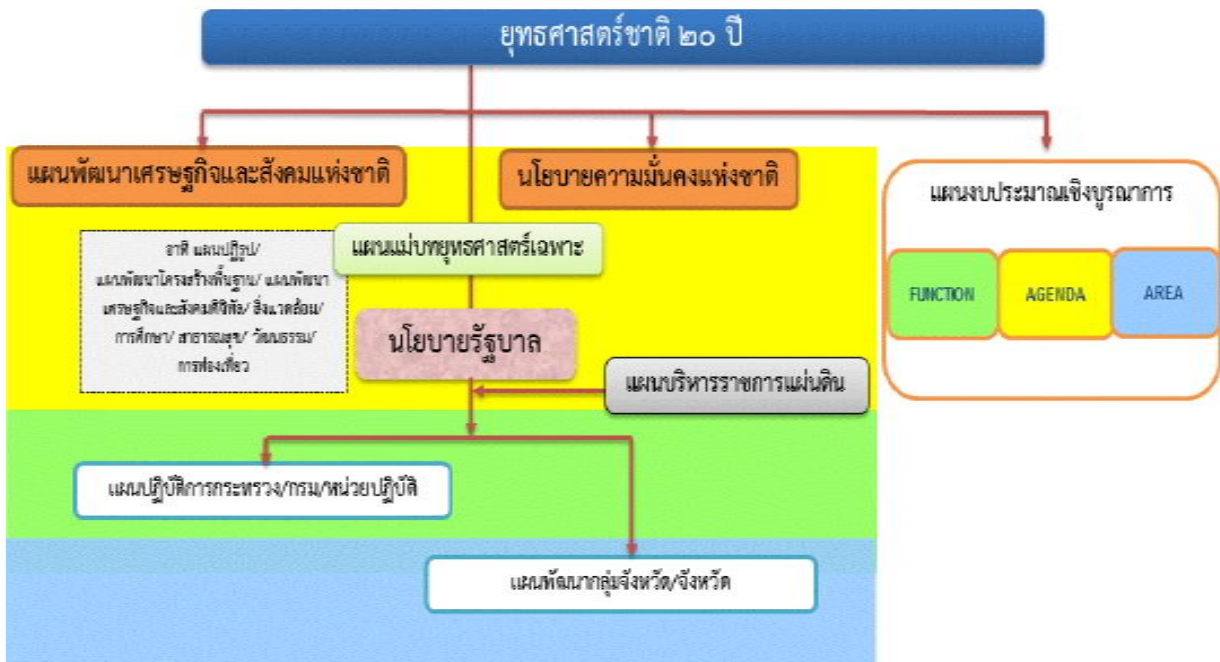 ยุทธศาสตร์ชาติ ๒๐ ปี
แผนพัฒนาเศรษฐกิจและสังคมแห่งชาติ
นโยบายความมั่นคงแห่งชาติ
แผนงบประมาณเชิงบูรณาการ
FUNCTION
AGENDA
AREA
แผนแม่บทยุทธศาสตร์เฉพาะ
อาทิ แผนปฏิรูป/
แผนพัฒนาโครงสร้างพื้นฐาน/ แผนพัฒนา
เศรษฐกิจและสังคมดิจิทัล/ สิ่งแวดล้อม/
การศึกษา/ สาธารณสุข/ วัฒนธรรม/
การท่องเที่ยว
นโยบายรัฐบาล
แผนบริหารราชการแผ่นดิน
แผนปฏิบัติการกระทรวง/กรม/หน่วยปฏิบัติ
แผนพัฒนากลุ่มจังหวัด/จังหวัด